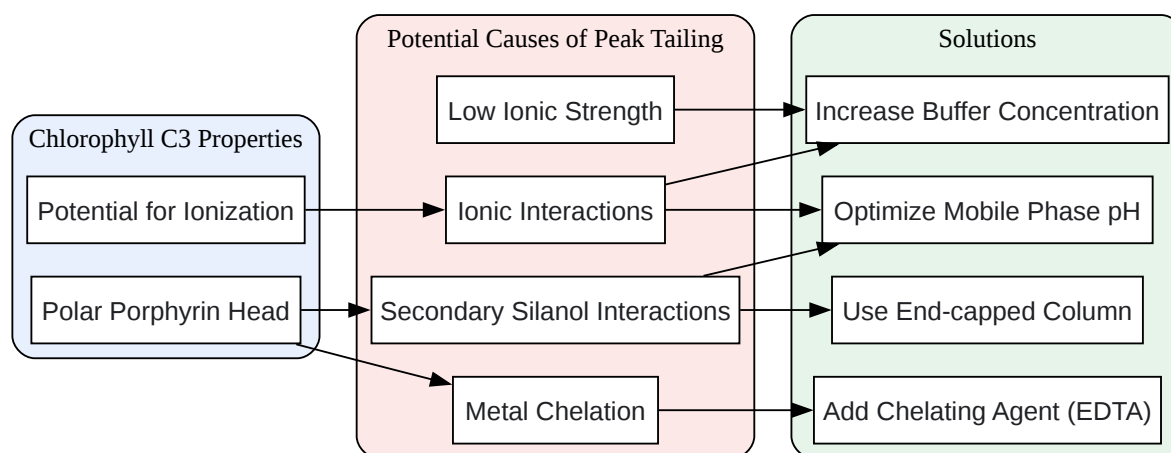 Chlorophyll C3 Properties
Potential for Ionization
Polar Porphyrin Head
Potential Causes of Peak Tailing
Low Ionic Strength
Ionic Interactions
Secondary Silanol Interactions
Metal Chelation
Solutions
Increase Buffer Concentration
Optimize Mobile Phase pH
Use End-capped Column
Add Chelating Agent (EDTA)